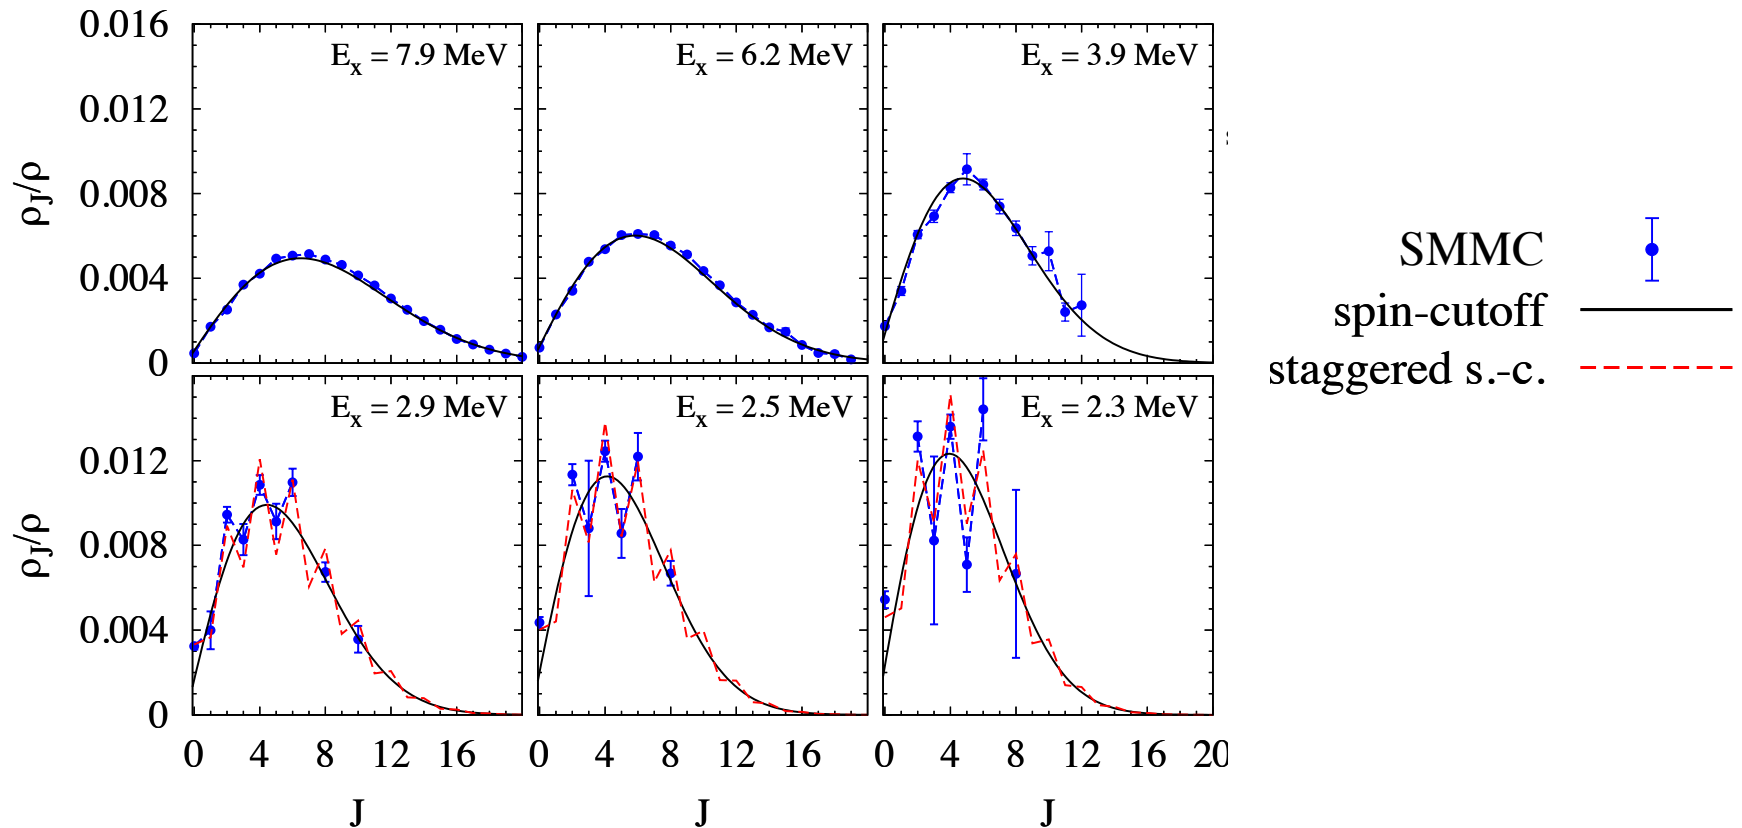 0.016
0.012
0.008
0.004
0
ρJ/ρ
Ex = 7.9 MeV
Ex = 6.2 MeV
Ex = 3.9 MeV
0.012
0.008
0.004
0
ρJ/ρ
Ex = 2.9 MeV
Ex = 2.5 MeV
Ex = 2.3 MeV
0 4 8 12 16
0 4 8 12 16
0 4 8 12 16 20
J
J
J
SMMC
spin-cutoff
staggered s.-c.